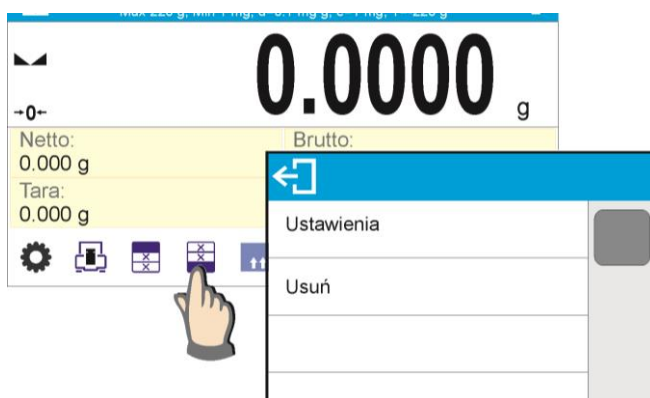 0.0000 g
→0←
Netto:
0.000 g
Brutto:
Tara:
0.000 g
Ustawienia
Usuń